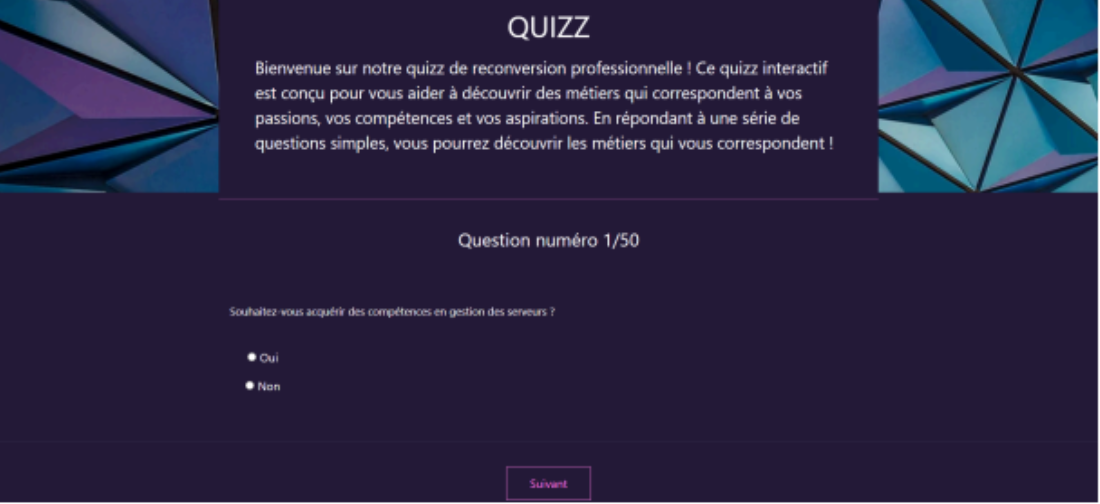 QUIZZ
Bienvenue sur notre quizz de reconversion professionnelle ! Ce quizz interactif
est conçu pour vous aider à découvrir des métiers qui correspondent à vos
passions, vos compétences et vos aspirations. En répondant à une série de
questions simples, vous pourrez découvrir les métiers qui vous correspondent !
Question numéro 1/50
Souhaitez-vous acquérir des compétences en gestion des serveurs ?
Oui
Non
Suivant